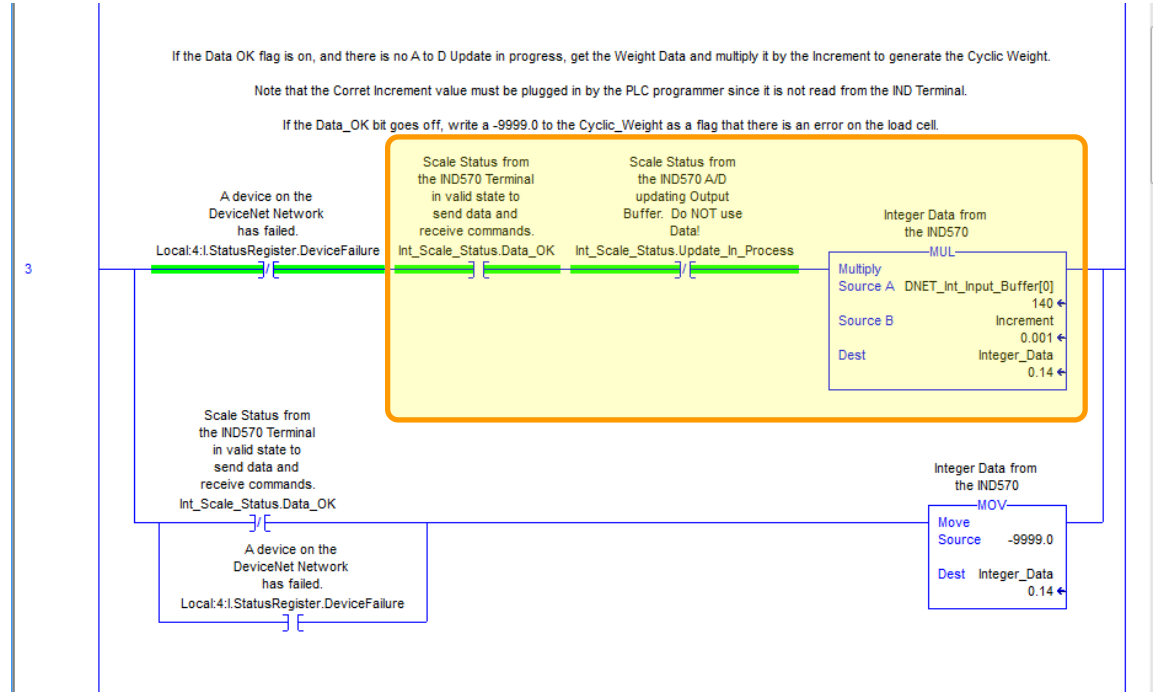 If the Data OK flag is on, and there is no A to D Update in progress, get the Weight Data and multiply it by the Increment to generate the Cyclic Weight.
Note that the Corret Increment value must be plugged in by the PLC programmer since it is not read from the IND Terminal.
If the Data_OK bit goes off, write a -9999.0 to the Cyclic_Weight as a flag that there is an error on the load cell.
3
A device on the
DeviceNet Network
has failed.
Local:4:I.StatusRegister.DeviceFailure
Scale Status from
the IND570 Terminal
in valid state to
send data and
receive commands.
Int_Scale_Status.Data_OK
Scale Status from
the IND570 A/D
updating Output
Buffer. Do NOT use
Data!
Int_Scale_Status.Update_In_Process
Integer Data from
the IND570
MUL
Multiply
Source A DNET_Int_Input_Buffer[0]
140
Source B Increment
0.001
Dest Integer_Data
0.14
Scale Status from
the IND570 Terminal
in valid state to
send data and
receive commands.
Int_Scale_Status.Data_OK
A device on the
DeviceNet Network
has failed.
Local:4:I.StatusRegister.DeviceFailure
Integer Data from
the IND570
MOV
Move
Source -9999.0
Dest Integer_Data
0.14